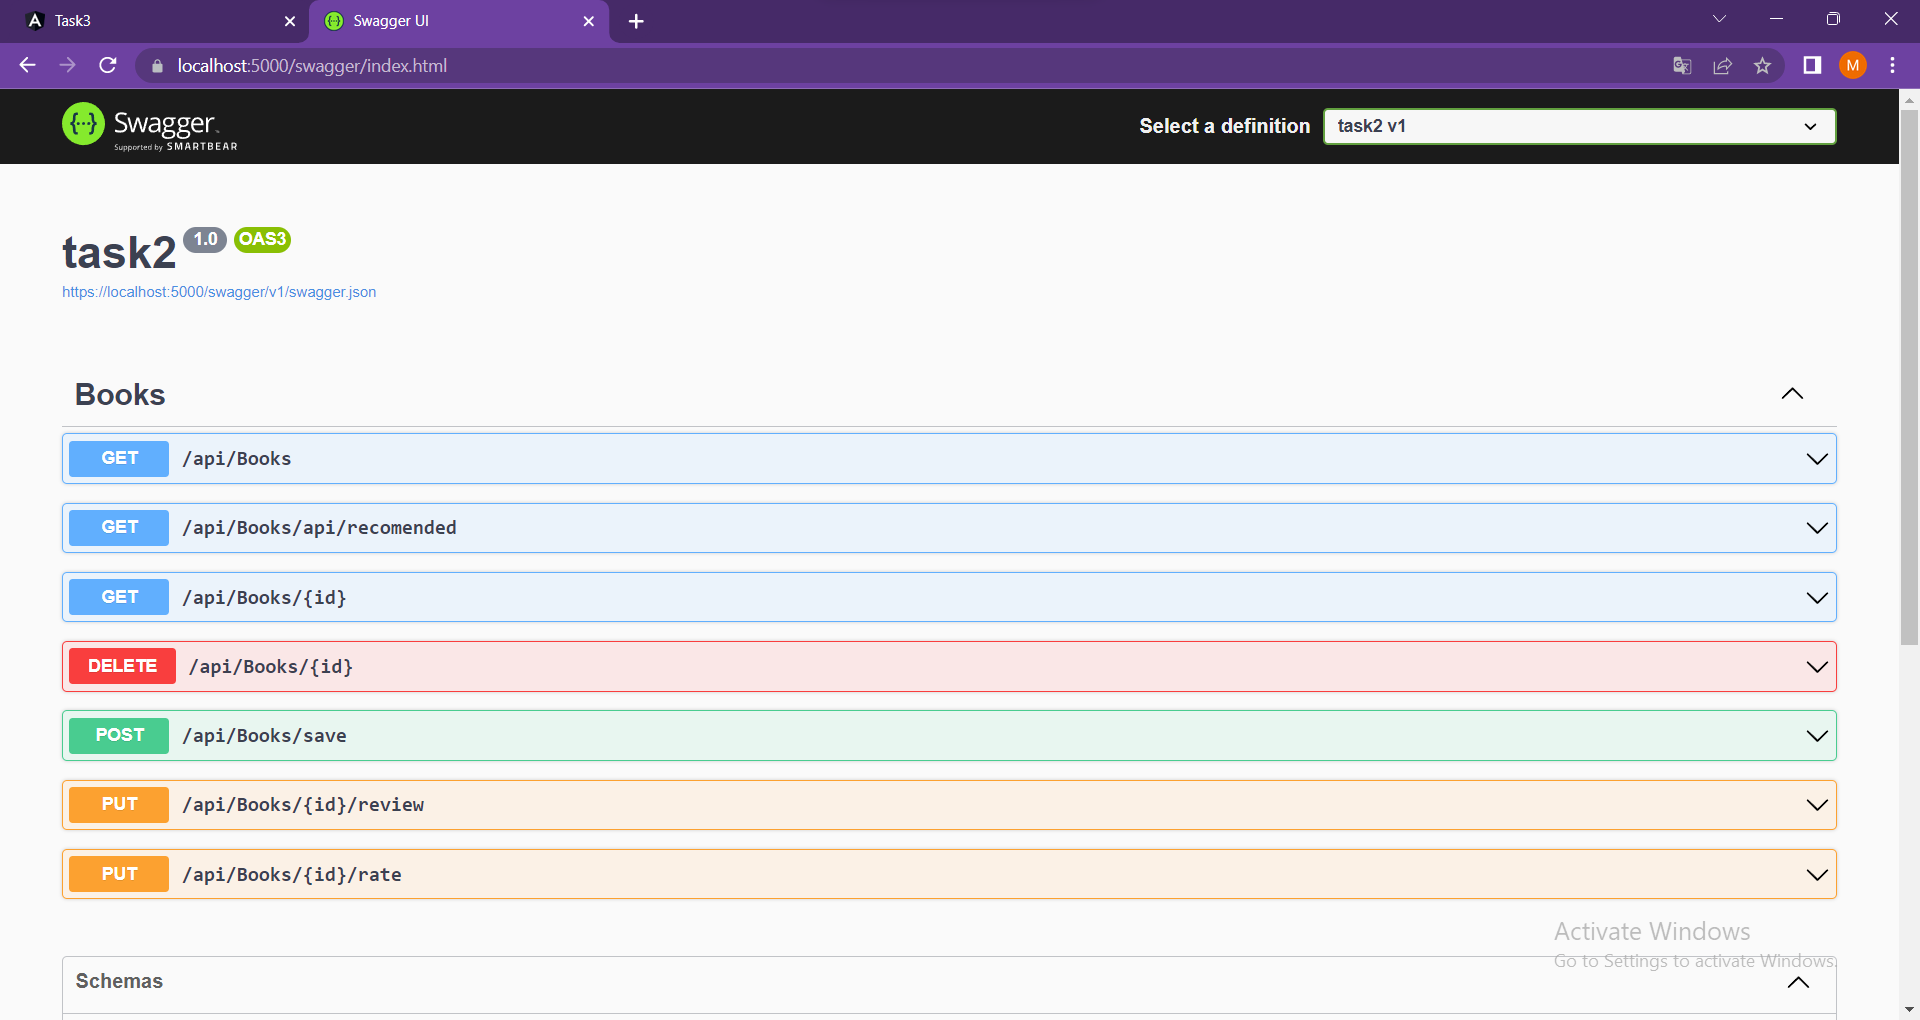 Task3
Swagger UI
localhost:5000/swagger/index.html
M
Swagger
Supported by SMARTBEAR
Select a definition
task2 v1
task2 1.0 OAS3
https://localhost:5000/swagger/v1/swagger.json
Books
GET /api/Books
GET /api/Books/api/recomended
GET /api/Books/{id}
DELETE /api/Books/{id}
POST /api/Books/save
PUT /api/Books/{id}/review
PUT /api/Books/{id}/rate
Activate Windows
Go to Settings to activate Windows.
Schemas